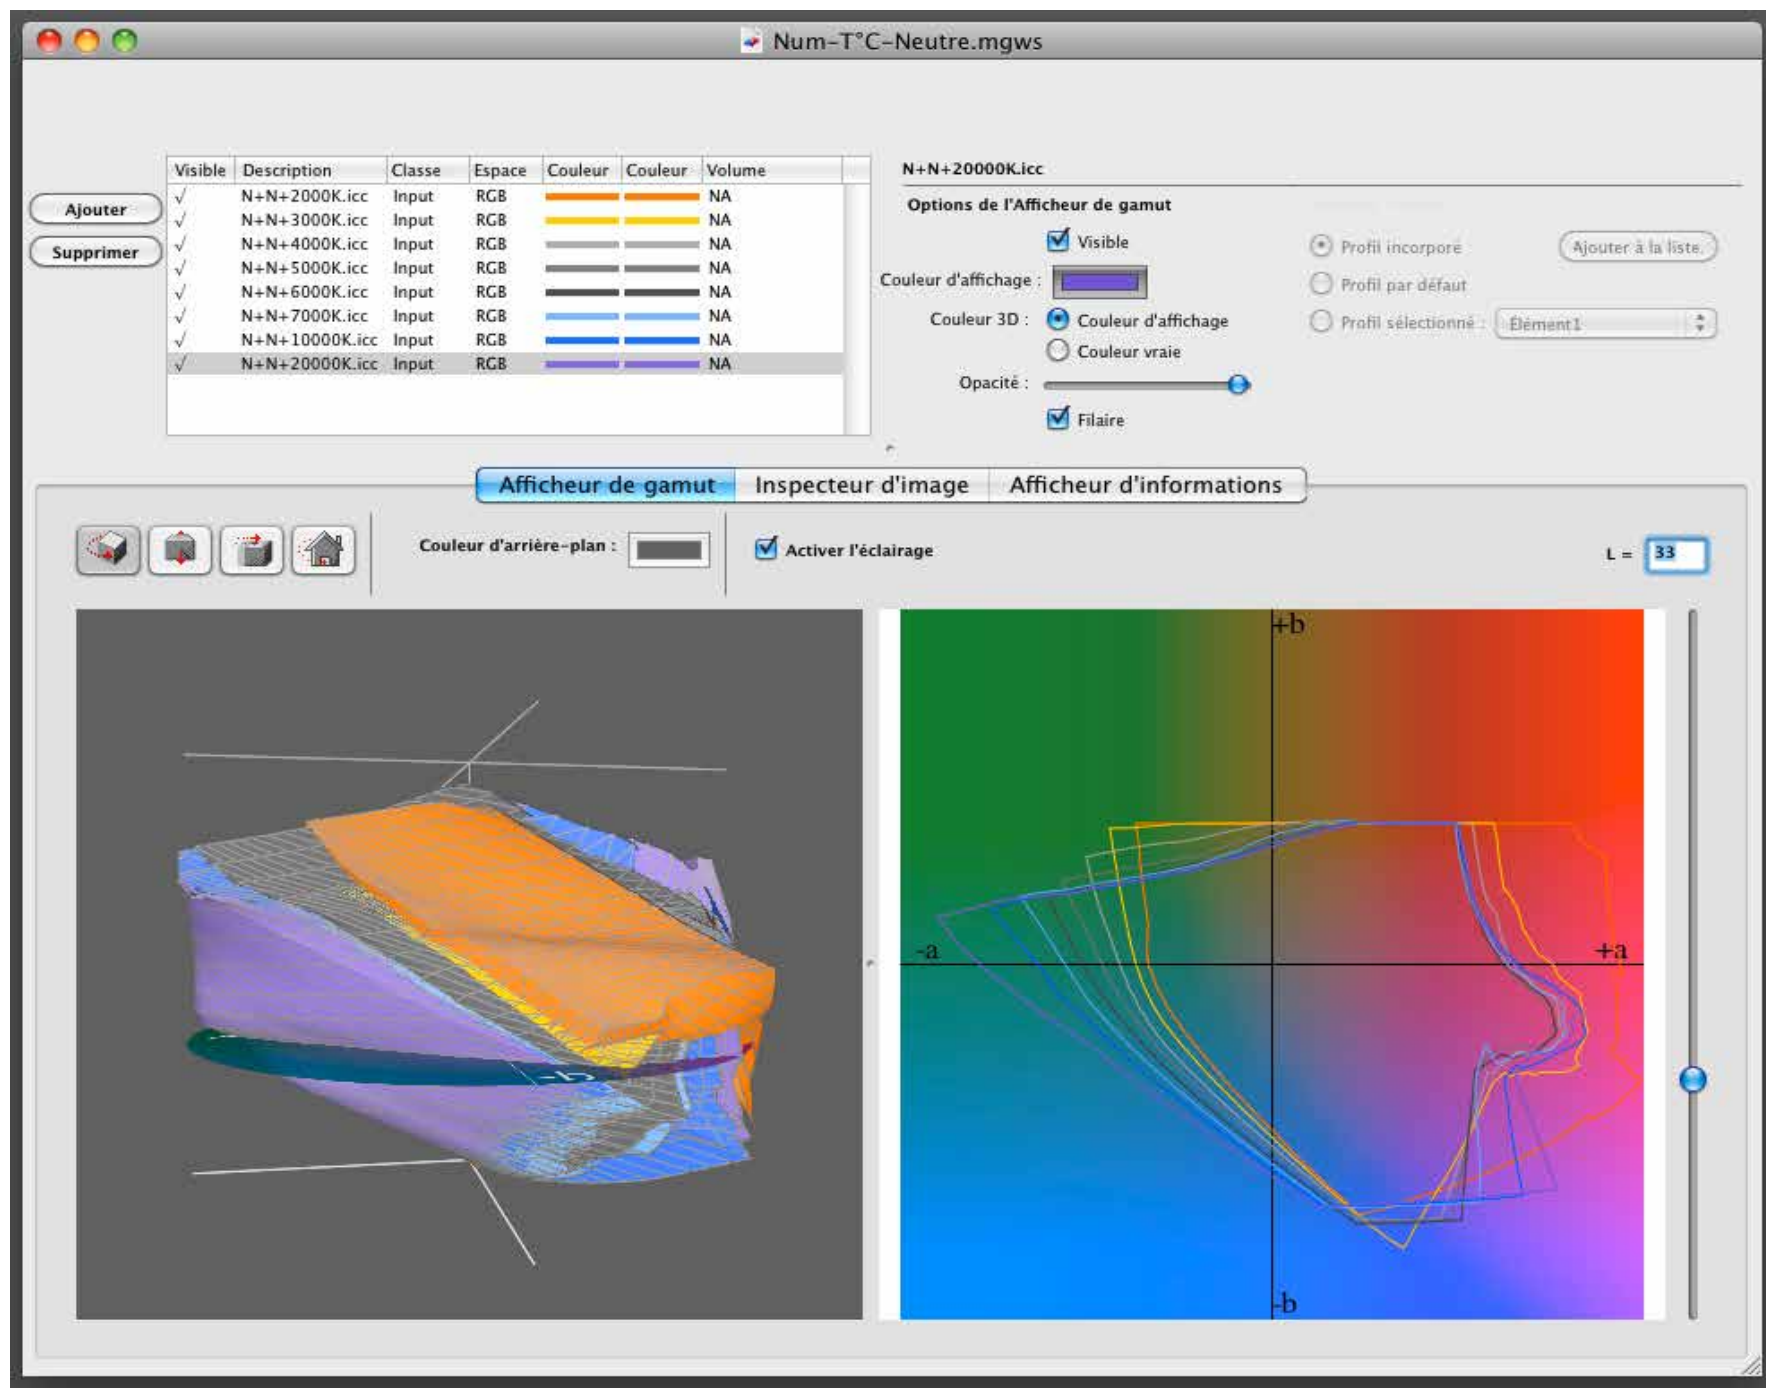 Num-T°C-Neutre.mgws
Visible Description Classe Espace Couleur Couleur Volume
√ N+N+2000K.icc Input RGB NA
√ N+N+3000K.icc Input RGB NA
√ N+N+4000K.icc Input RGB NA
√ N+N+5000K.icc Input RGB NA
√ N+N+6000K.icc Input RGB NA
√ N+N+7000K.icc Input RGB NA
√ N+N+10000K.icc Input RGB NA
√ N+N+20000K.icc Input RGB NA
Ajouter
Supprimer
N+N+20000K.icc
Options de l'Afficheur de gamut
Visible
Couleur d'affichage :
Couleur 3D : Couleur d'affichage
Couleur vraie
Opacité :
Filaire
Profil incorporé
Ajouter à la liste.
Profil par défaut
Profil sélectionné : Élément1
Afficheur de gamut Inspecteur d'image Afficheur d'informations
Couleur d'arrière-plan :
Activer l'éclairage
L = 33
-b
+b
-a
+a
-b